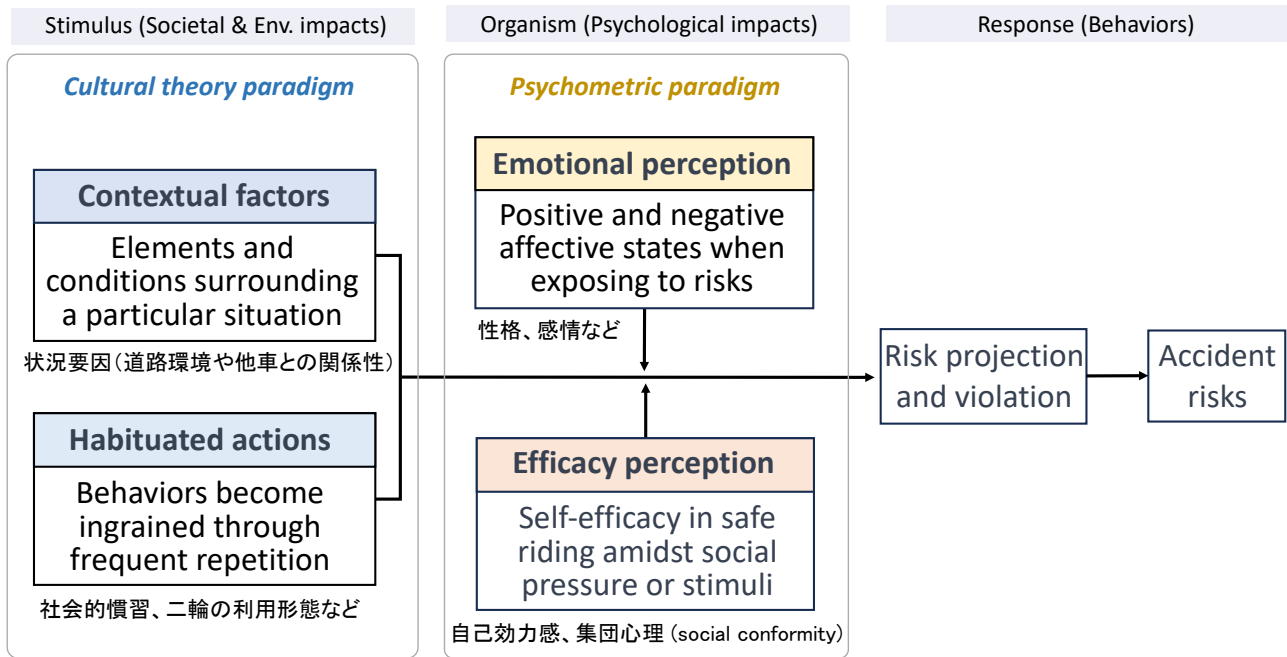 Stimulus (Societal & Env. impacts)
Organism (Psychological impacts)
Response (Behaviors)
Cultural theory paradigm
Contextual factors
Elements and
conditions surrounding
a particular situation
状況要因（道路環境や他車との関係性）
Habituated actions
Behaviors become
ingrained through
frequent repetition
社会的慣習、二輪の利用形態など
Psychometric paradigm
Emotional perception
Positive and negative
affective states when
exposing to risks
性格、感情など
Efficacy perception
Self-efficacy in safe
riding amidst social
pressure or stimuli
自己効力感、集団心理 (social conformity)
Risk projection
and violation
Accident
risks